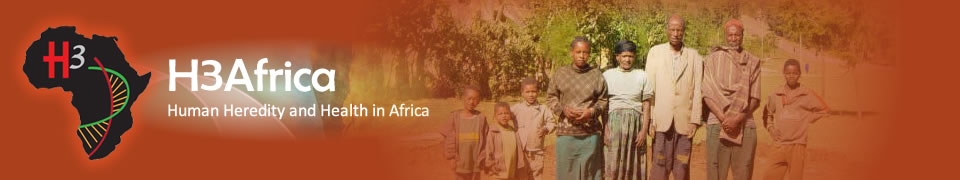 H3
H3Africa
Human Heredity and Health in Africa